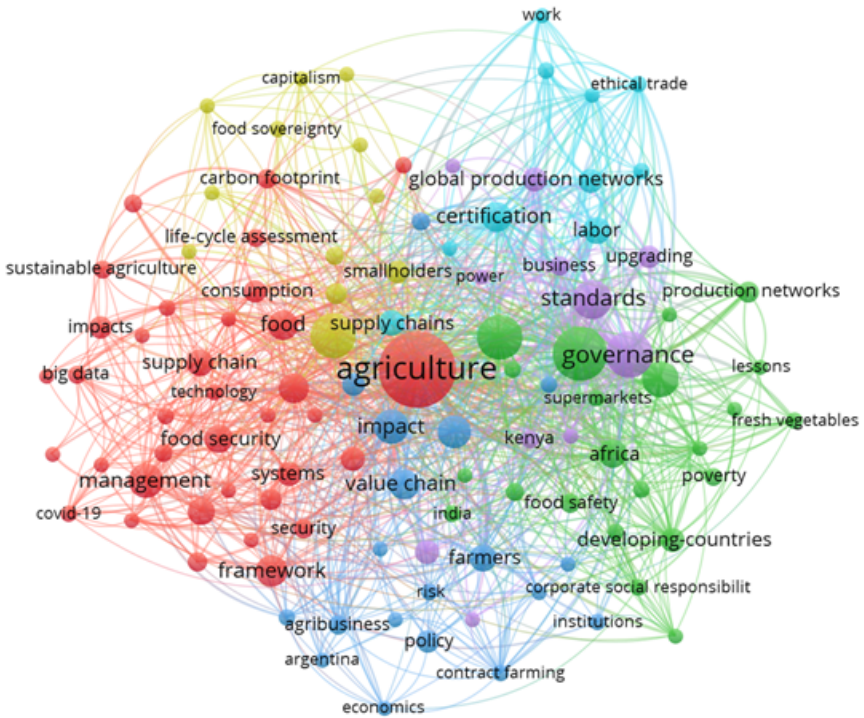 work
capitalism
ethical trade
food sovereignty
carbon footprint
global production networks
certification
labor
life-cycle assessment
upgrading
business
sustainable agriculture
smallholders
power
consumption
production networks
standards
food
supply chains
impacts
governance
supply chain
agriculture
lessons
big data
technology
supermarkets
fresh vegetables
impact
food security
kenya
africa
systems
poverty
management
value chain
food safety
covid-19
india
security
developing-countries
farmers
framework
corporate social responsibilit
risk
agribusiness
institutions
policy
argentina
contract farming
economics